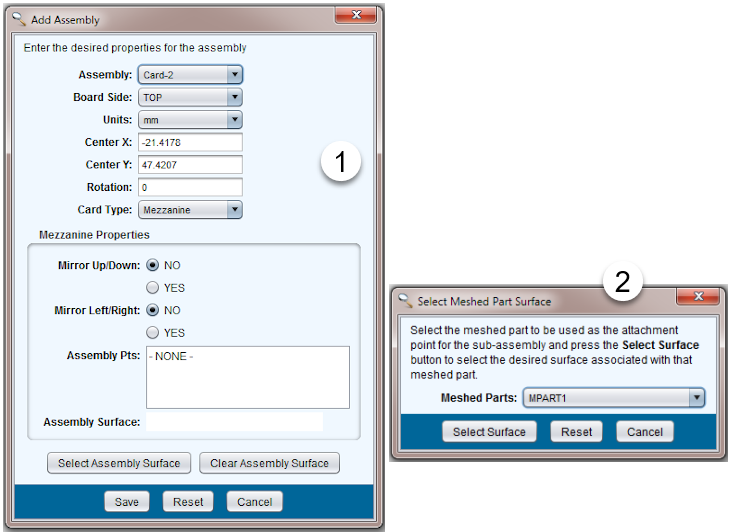 Add Assembly
Enter the desired properties for the assembly
Assembly: Card-2
Board Side: TOP
Units: mm
Center X: -21.4178
Center Y: 47.4207
Rotation: 0
Card Type: Mezzanine
Mezzanine Properties
Mirror Up/Down: NO
YES
Mirror Left/Right: NO
YES
Assembly Pts: - NONE -
Assembly Surface:
Select Assembly Surface Clear Assembly Surface
Save Reset Cancel
1
2
Select Meshed Part Surface
Select the meshed part to be used as the attachment
point for the sub-assembly and press the Select Surface
button to select the desired surface associated with that
meshed part.
Meshed Parts: MPART1
Select Surface Reset Cancel